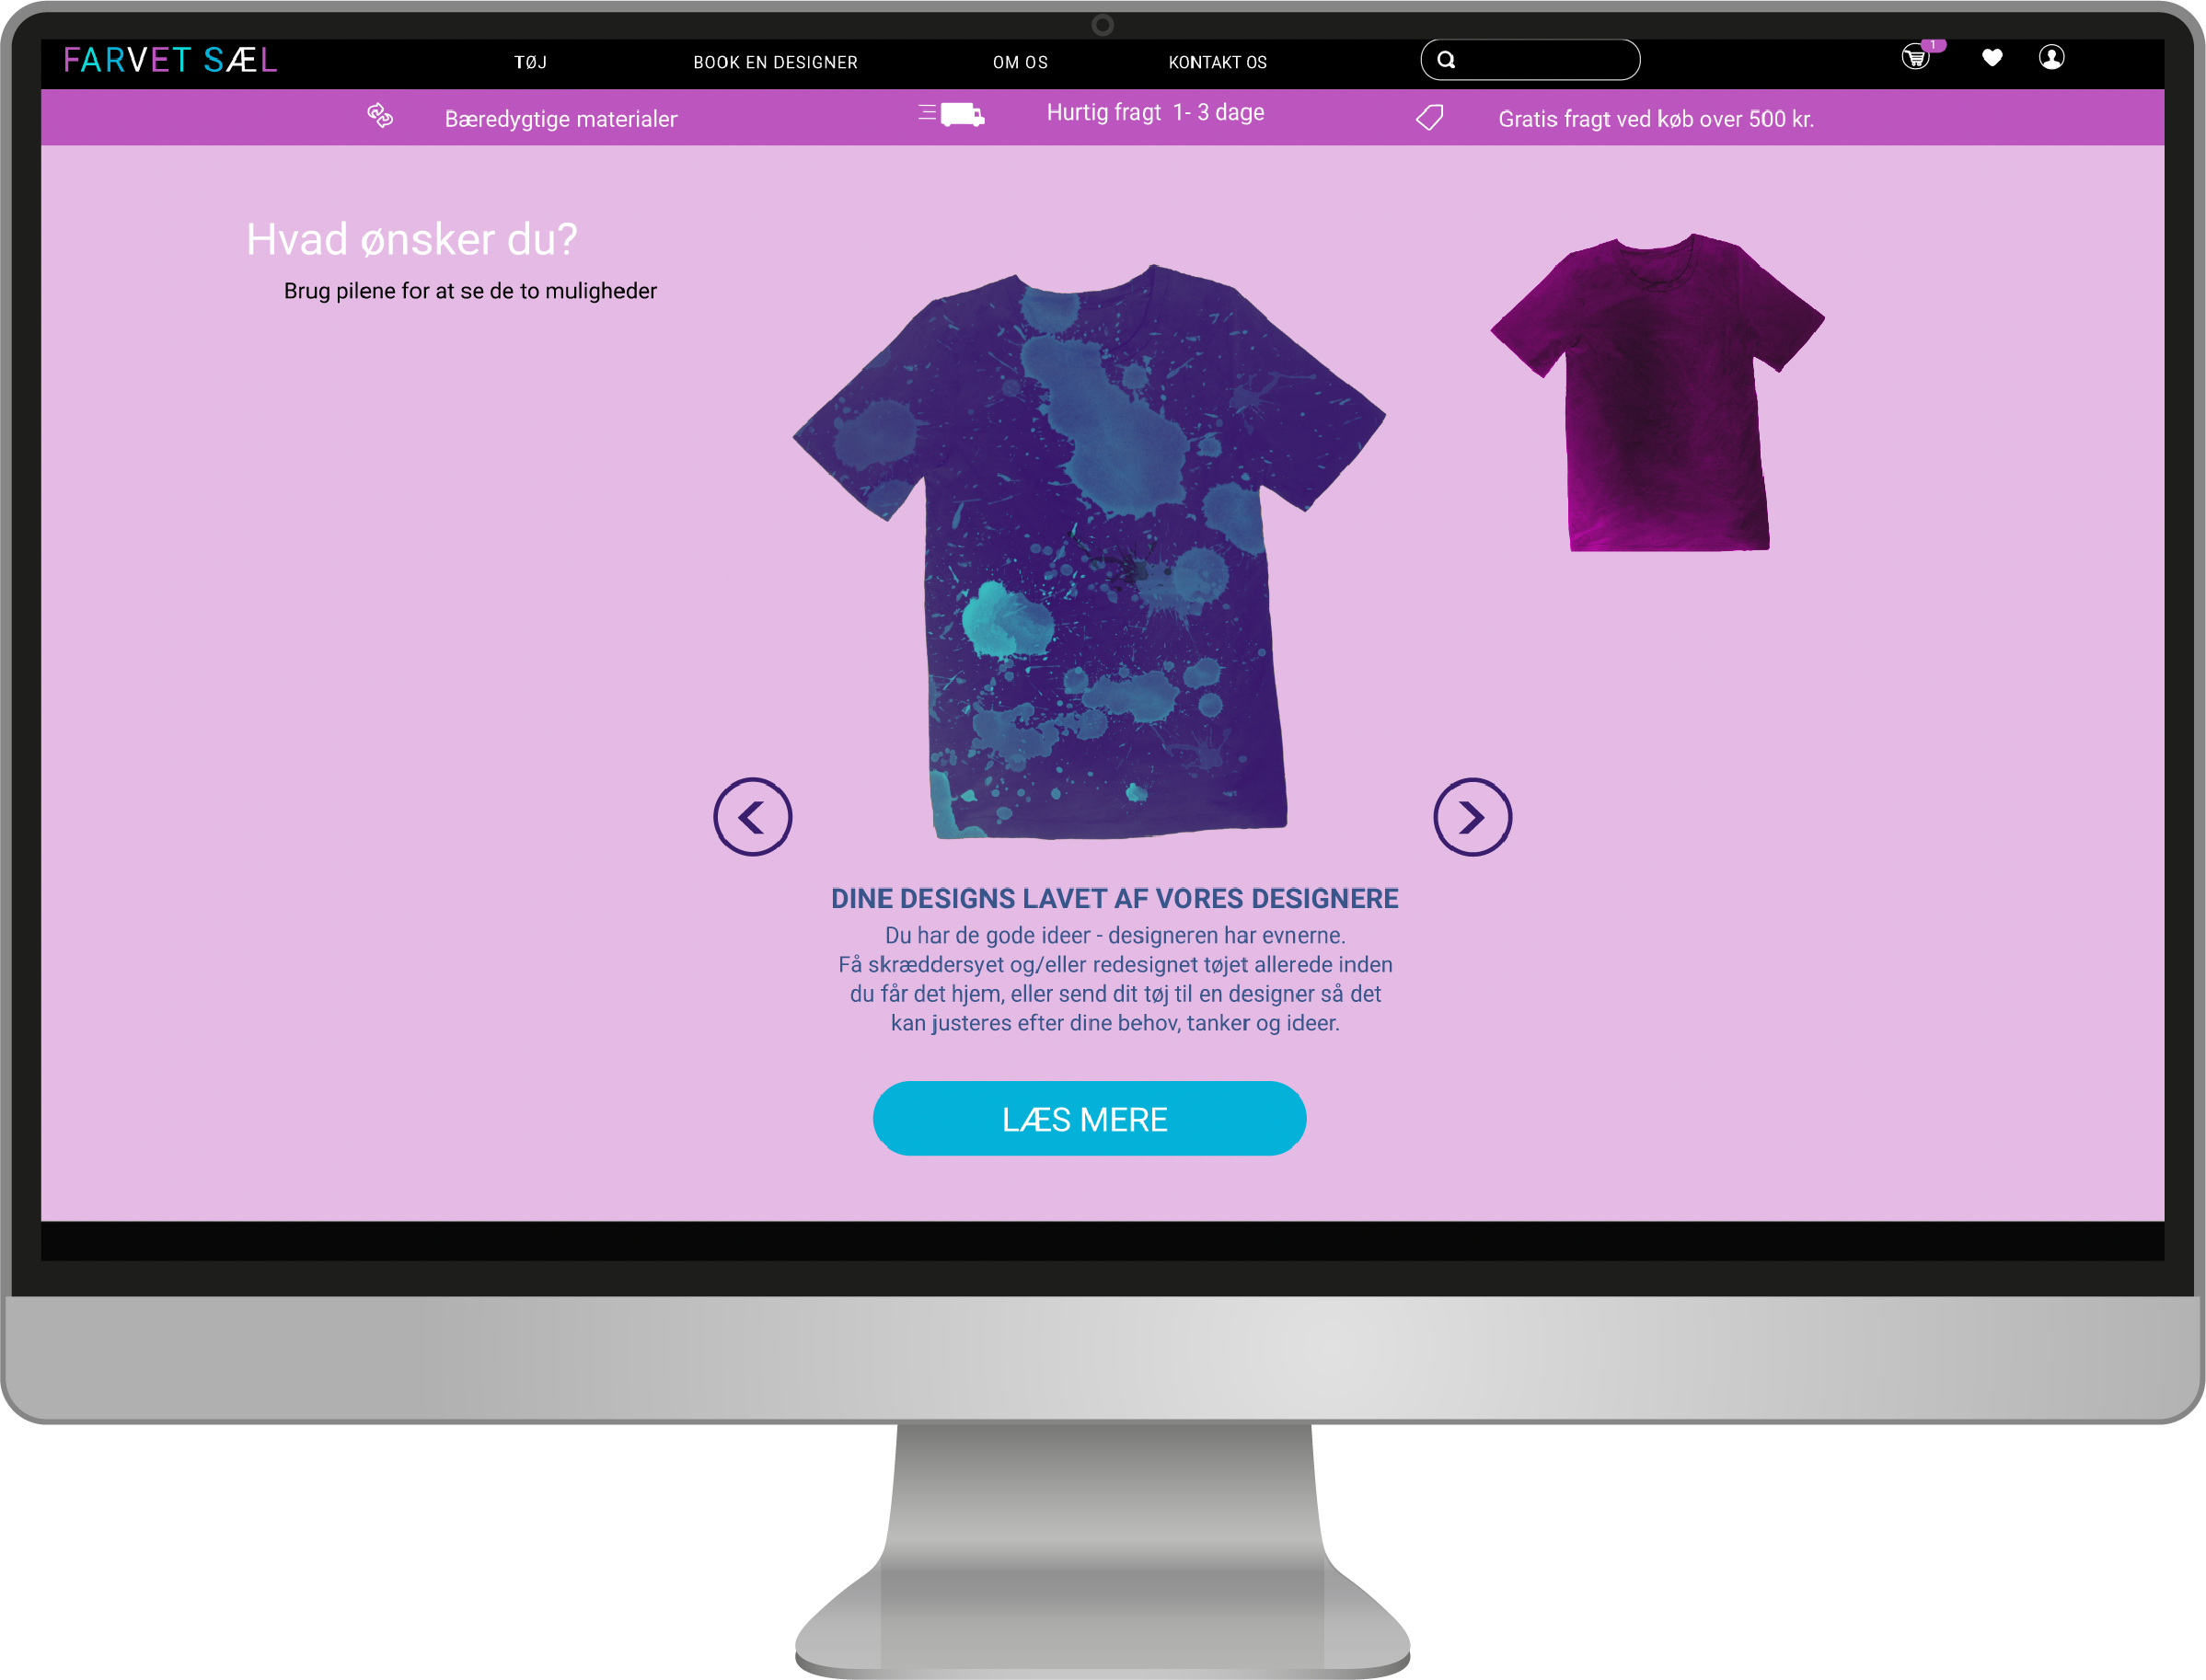 FARVET SÆL
TØJ
BOOK EN DESIGNER
OM OS
KONTAKT OS
1
Bæredygtige materialer
Hurtig fragt 1- 3 dage
Gratis fragt ved køb over 500 kr.
Hvad ønsker du?
Brug pilene for at se de to muligheder
DINE DESIGNS LAVET AF VORES DESIGNERE
Du har de gode ideer - designeren har evnerne.
Få skræddersyet og/eller redesignet tøjet allerede inden
du får det hjem, eller send dit tøj til en designer så det
kan justeres efter dine behov, tanker og ideer.
LÆS MERE